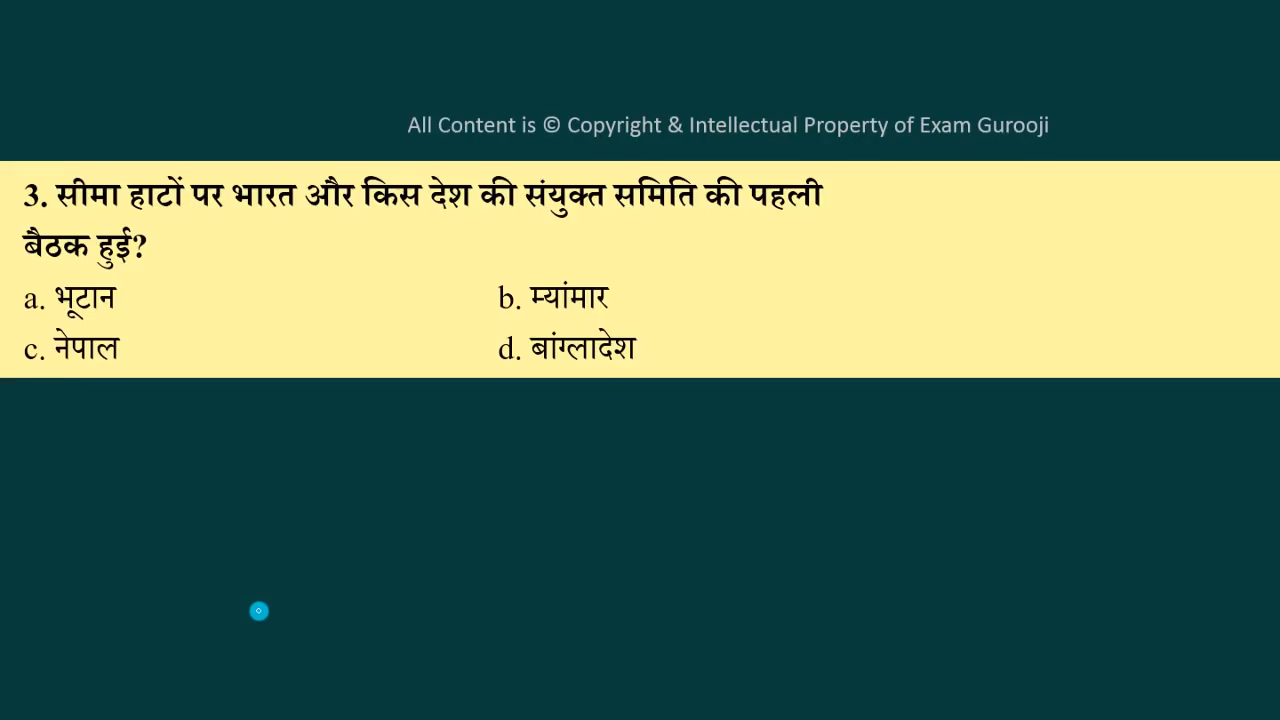 All Content is © Copyright & Intellectual Property of Exam Gurooji
3. सीमा हाटों पर भारत और किस देश की संयुक्त समिति की पहली
बैठक हुई?
a. भूटान b. म्यांमार
c. नेपाल d. बांग्लादेश